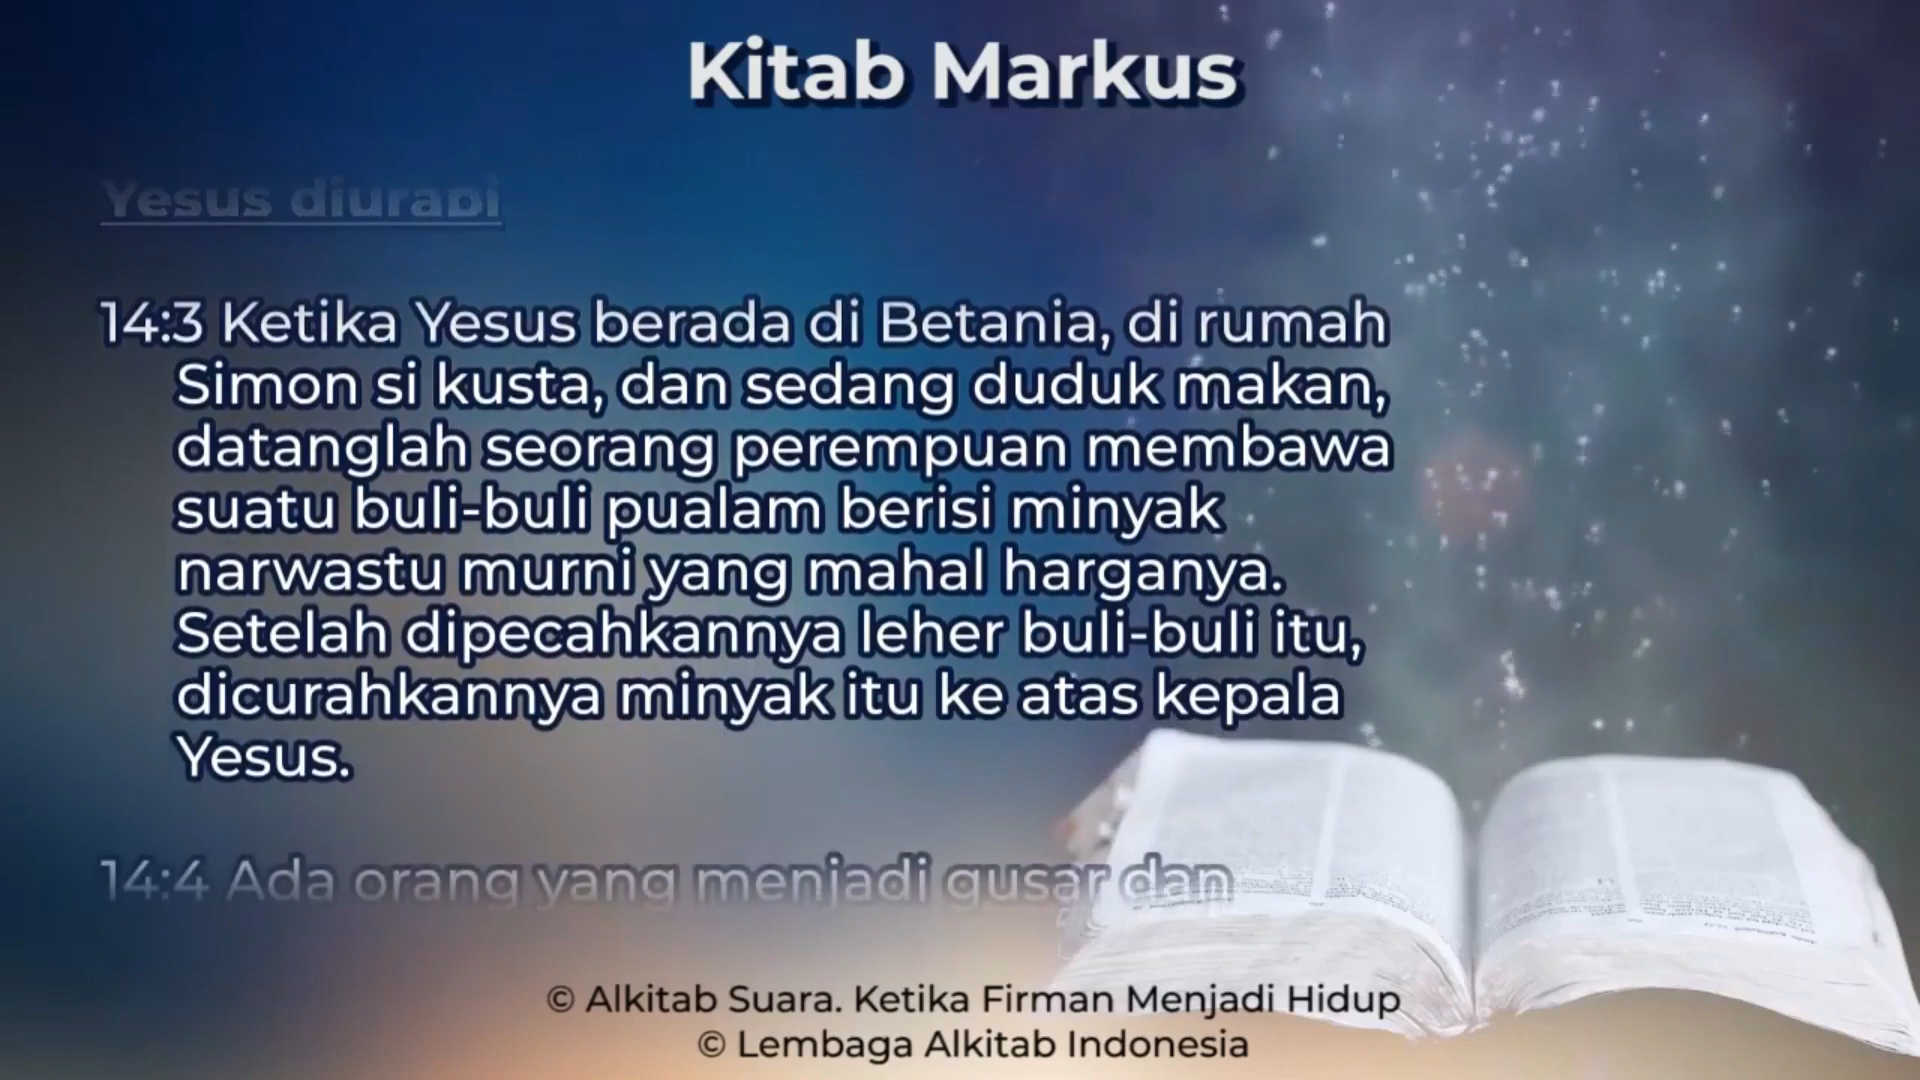 Kitab Markus
Yesus diurapi
14:3 Ketika Yesus berada di Betania, di rumah
Simon si kusta, dan sedang duduk makan,
datanglah seorang perempuan membawa
suatu buli-buli pualam berisi minyak
narwastu murni yang mahal harganya.
Setelah dipecahkannya leher buli-buli itu,
dicurahkannya minyak itu ke atas kepala
Yesus.
14:4 Ada orang yang menjadi gusar dan
© Alkitab Suara. Ketika Firman Menjadi Hidup
© Lembaga Alkitab Indonesia